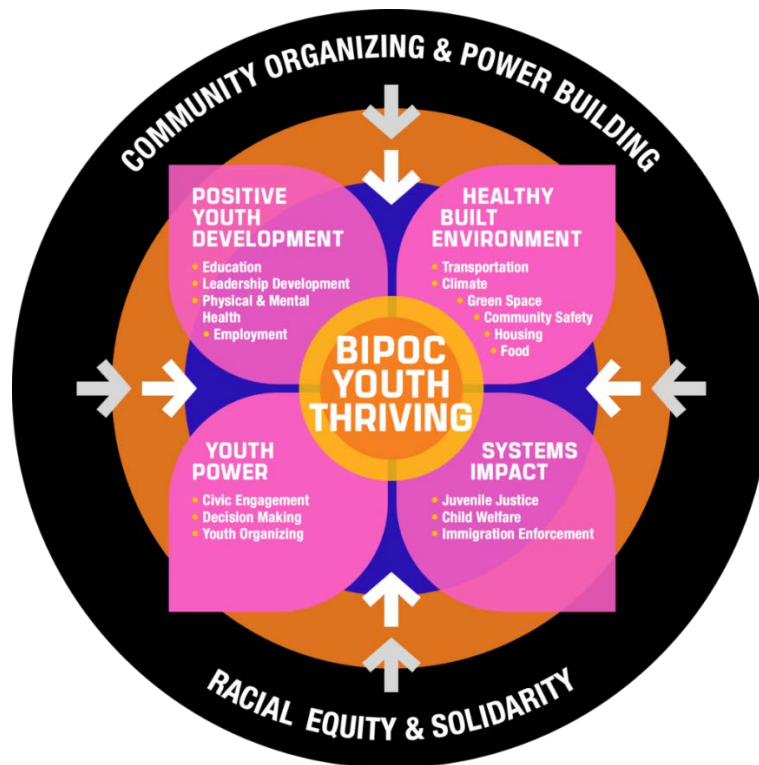 COMMUNITY ORGANIZING & POWER BUILDING
POSITIVE
YOUTH
DEVELOPMENT
• Education
• Leadership Development
• Physical & Mental
Health
• Employment
HEALTHY
BUILT
ENVIRONMENT
• Transportation
• Climate
• Green Space
• Community Safety
• Housing
• Food
BIPOC
YOUTH
THRIVING
YOUTH
POWER
• Civic Engagement
• Decision Making
• Youth Organizing
SYSTEMS
IMPACT
• Juvenile Justice
• Child Welfare
• Immigration Enforcement
RACIAL EQUITY & SOLIDARITY